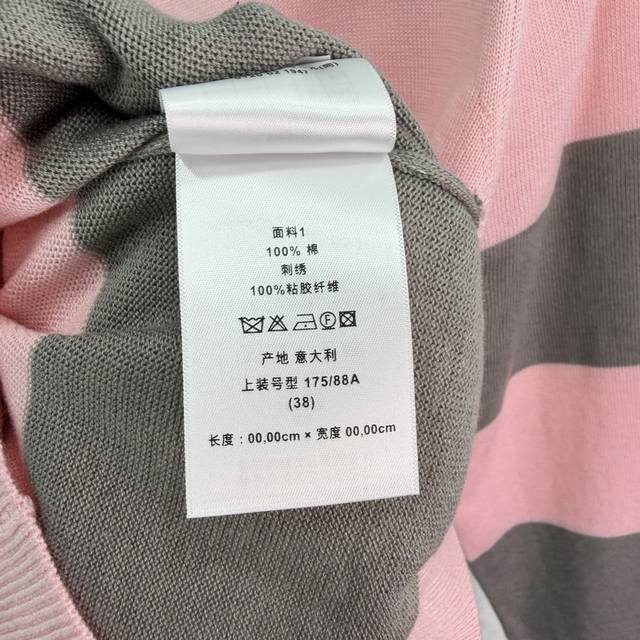 面料1
100% 棉
刺绣
100%粘胶纤维
产地 意大利
上装号型 175/88A
(38)
长度：00,00cm × 宽度 00,00cm